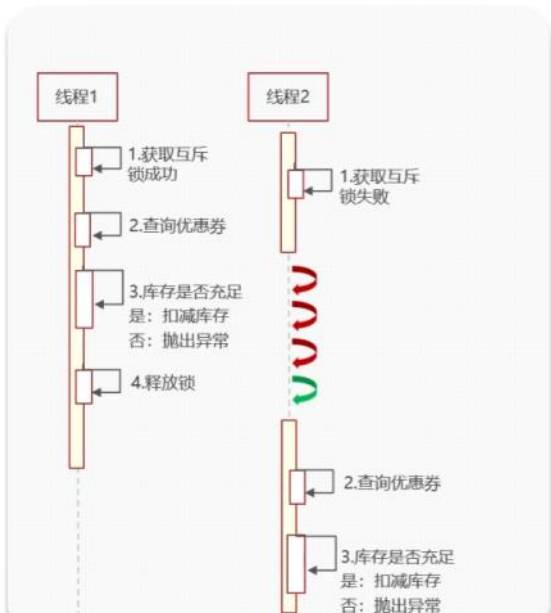 线程1
线程2
1.获取互斥
锁成功
1.获取互斥
锁失败
2.查询优惠券
3.库存是否充足
是：扣减库存
否：抛出异常
4.释放锁
2.查询优惠券
3.库存是否充足
是：扣减库存
否：抛出异常